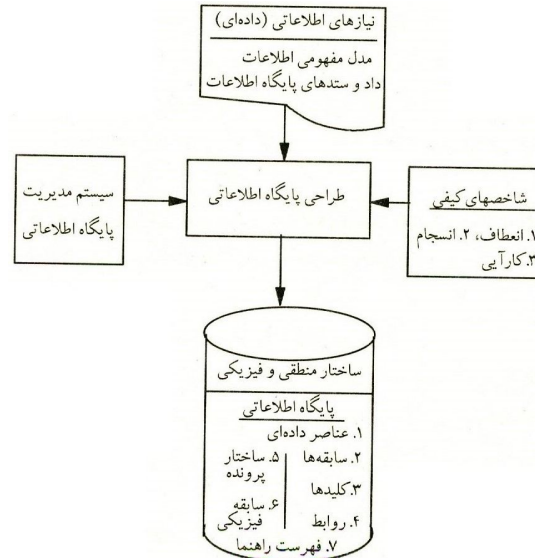 نیازهای اطلاعاتی (داده‌ای)
مدل مفهومی اطلاعات
داد و ستدهای پایگاه اطلاعات
سیستم مدیریت
پایگاه اطلاعاتی
طراحی پایگاه اطلاعاتی
شاخصهای کیفی
۱. انعطاف، ۲. انسجام
۳. کارآیی
ساختار منطقی و فیزیکی
پایگاه اطلاعاتی
۱. عناصر داده‌ای
۲. سابقه‌ها
۳. کلیدها
۴. روابط
۵. ساختار
پرونده
۶. سابقه
فیزیکی
۷. فهرست راهنما